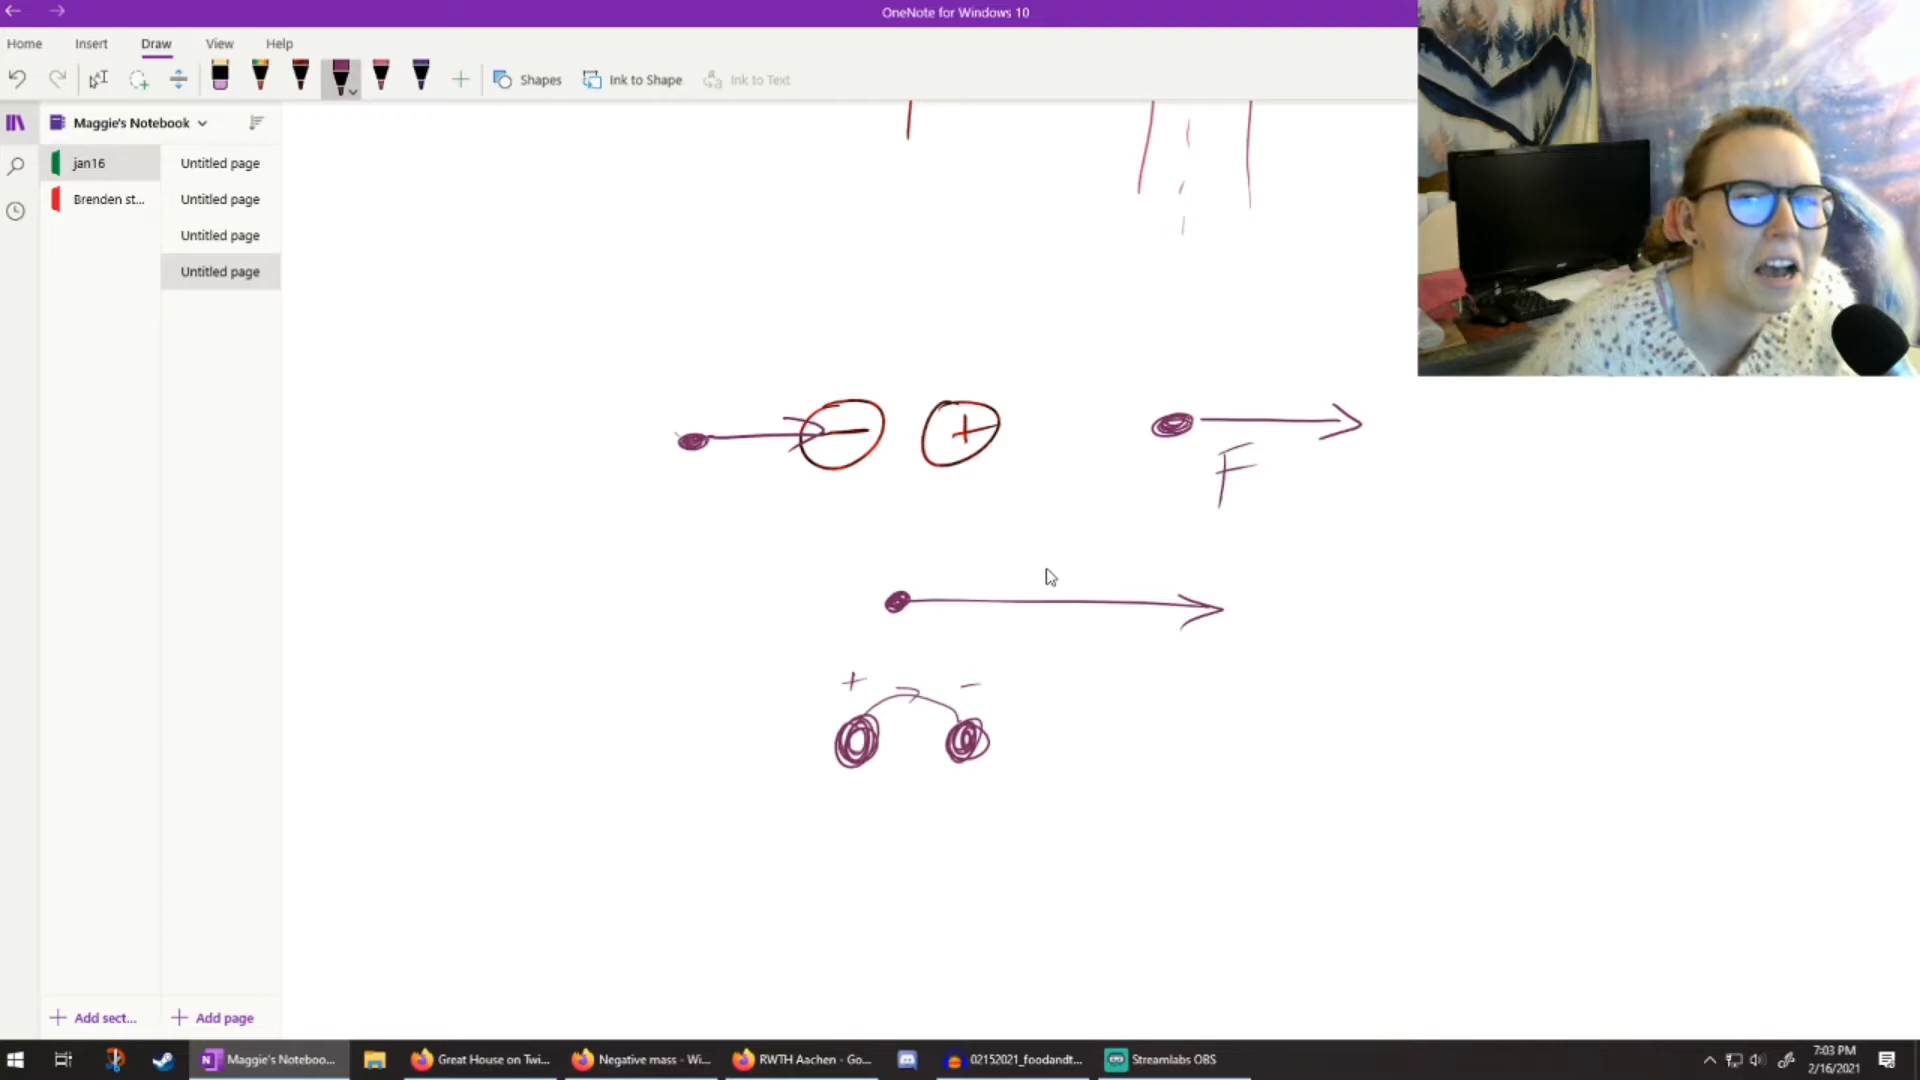 OneNote for Windows 10
Home Insert Draw View Help
Shapes Ink to Shape Ink to Text
Maggie's Notebook
jan16 Untitled page
Brenden st... Untitled page
Untitled page
Untitled page
− +
F
+ −
Add sect... Add page
Maggie's Noteboo... Great House on Twi... Negative mass - Wi... RWTH Aachen - Go... 02152021_foodandt... Streamlabs OBS
7:03 PM
2/16/2021